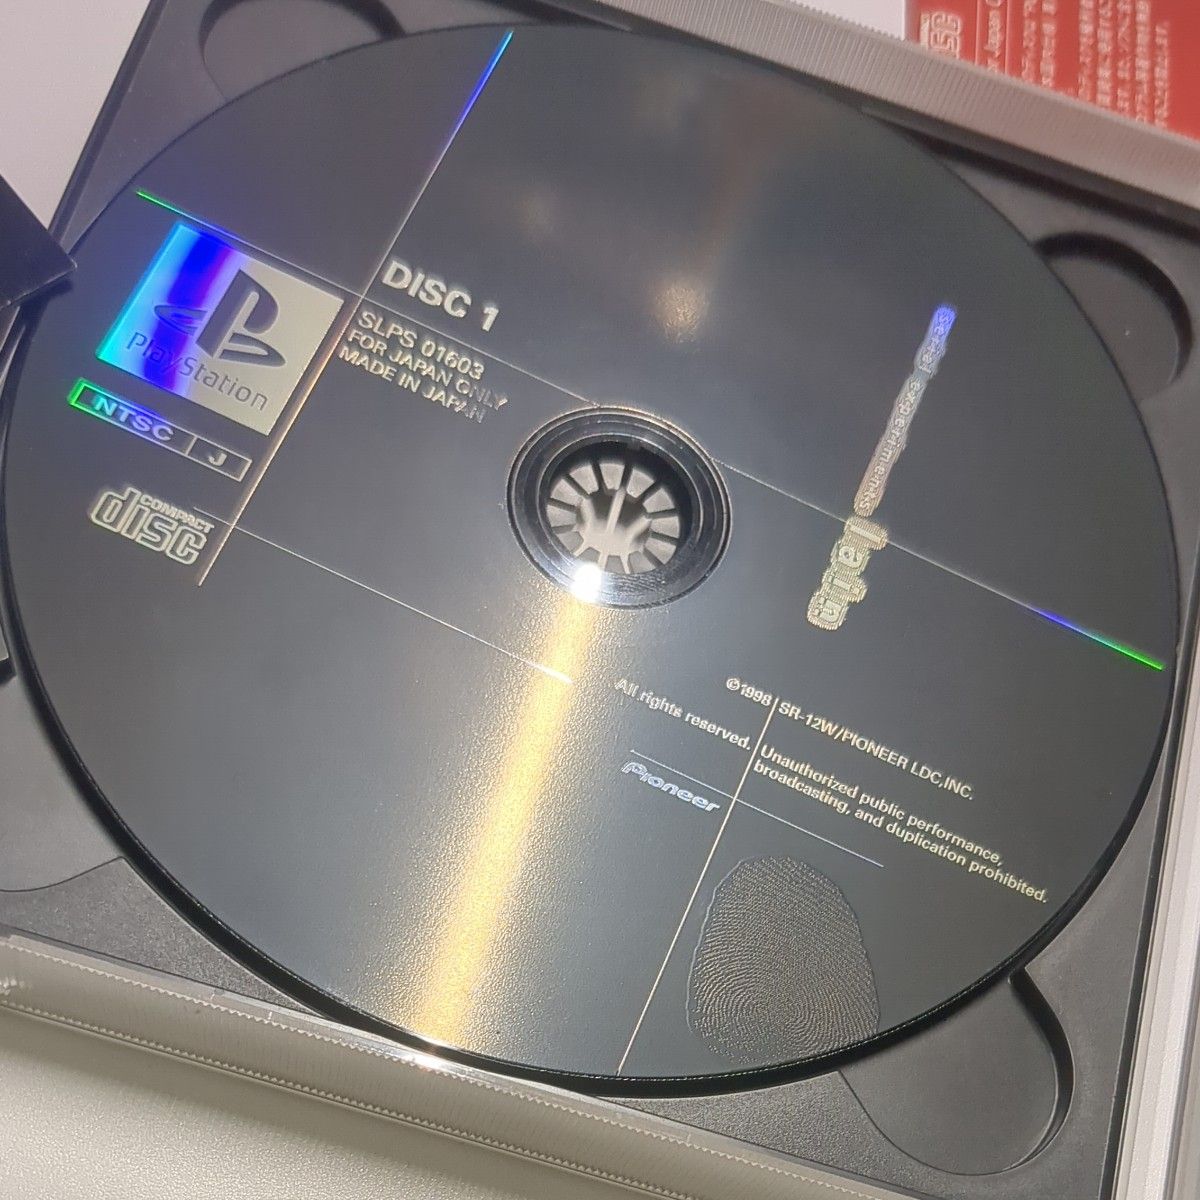 DISC 1
SLPS 01603
FOR JAPAN ONLY
MADE IN JAPAN
PlayStation
NTSC J
COMPACT
disc
serial experiments
lain
©1998 SR-12W/PIONEER LDC,INC.
All rights reserved. Unauthorized public performance,
broadcasting, and duplication prohibited.
Pioneer